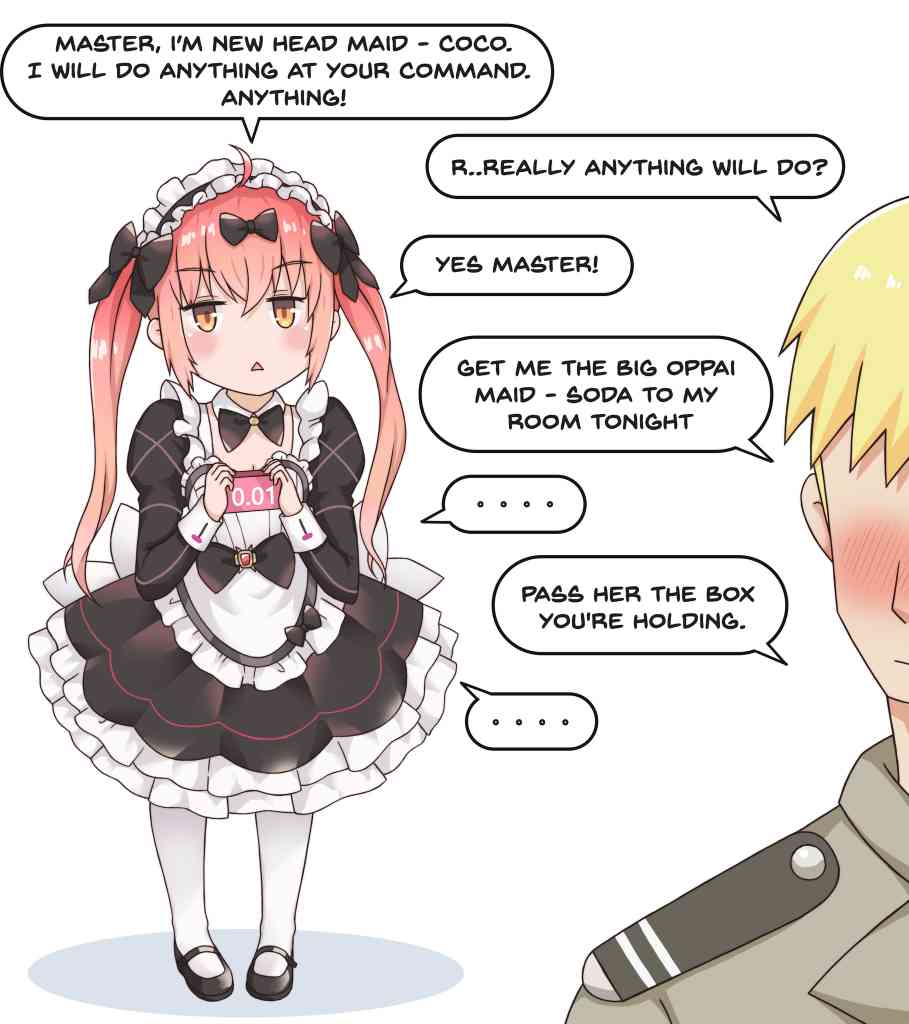 MASTER, I'M NEW HEAD MAID - COCO.
I WILL DO ANYTHING AT YOUR COMMAND.
ANYTHING!
R..REALLY ANYTHING WILL DO?
YES MASTER!
GET ME THE BIG OPPAI
MAID - SODA TO MY
ROOM TONIGHT
0.01
. . . .
PASS HER THE BOX
YOU'RE HOLDING.
. . . .